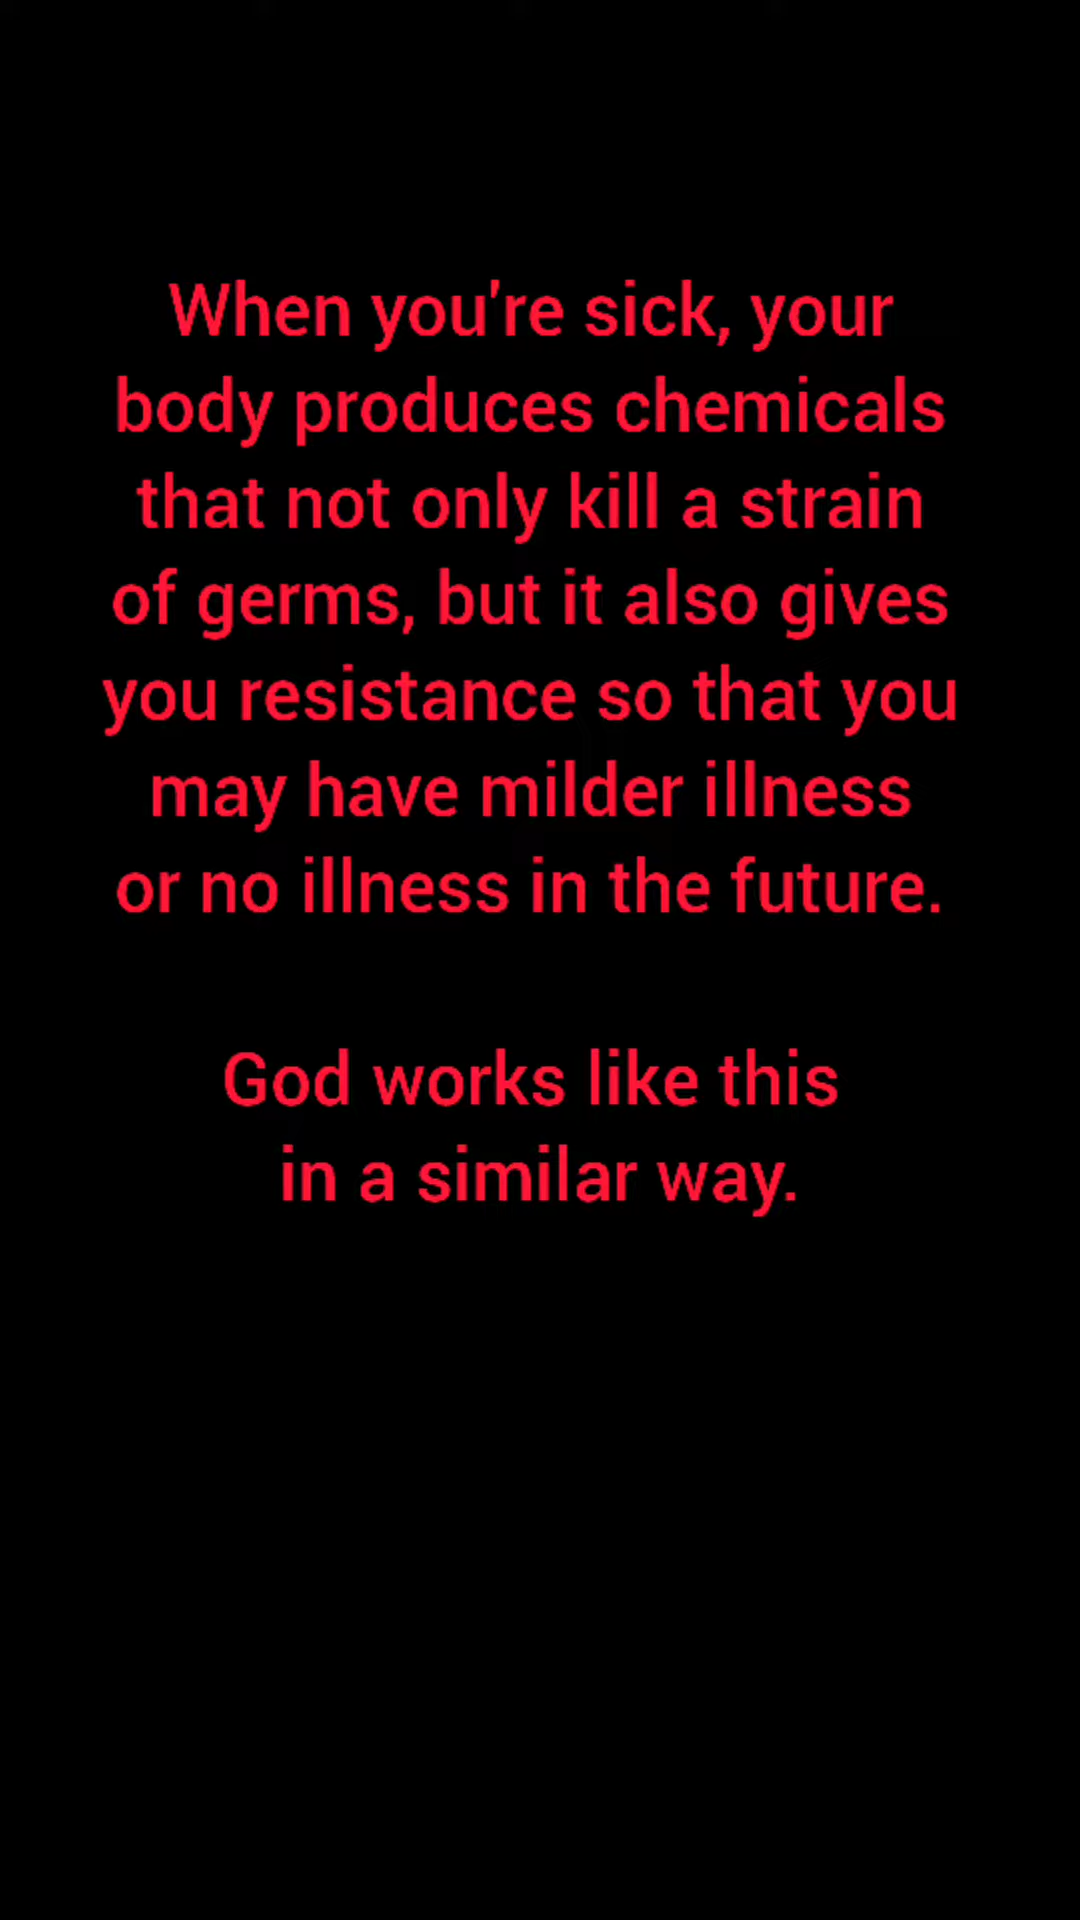 When you're sick, your
body produces chemicals
that not only kill a strain
of germs, but it also gives
you resistance so that you
may have milder illness
or no illness in the future.
God works like this
in a similar way.